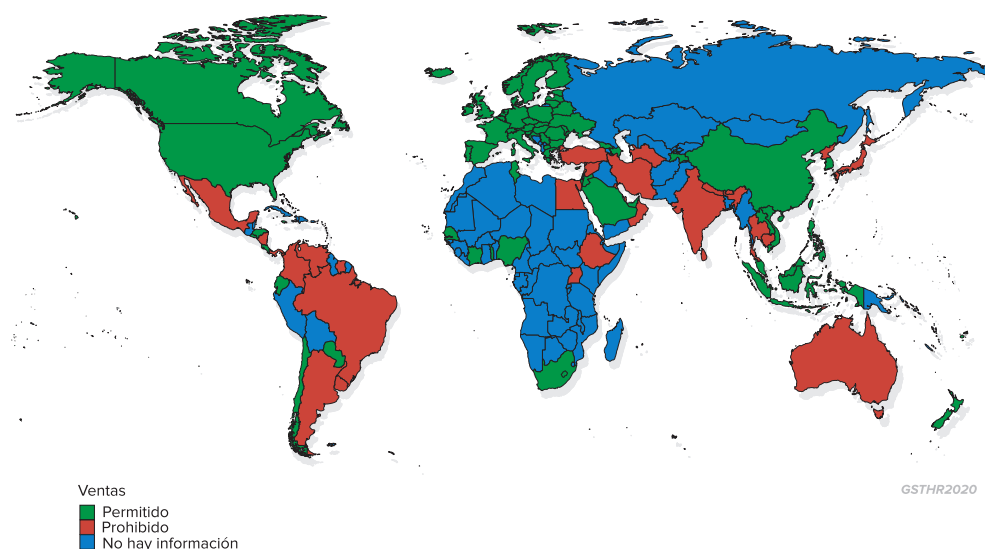 Ventas
GSTHR2020
Permitido
Prohibido
No hay información